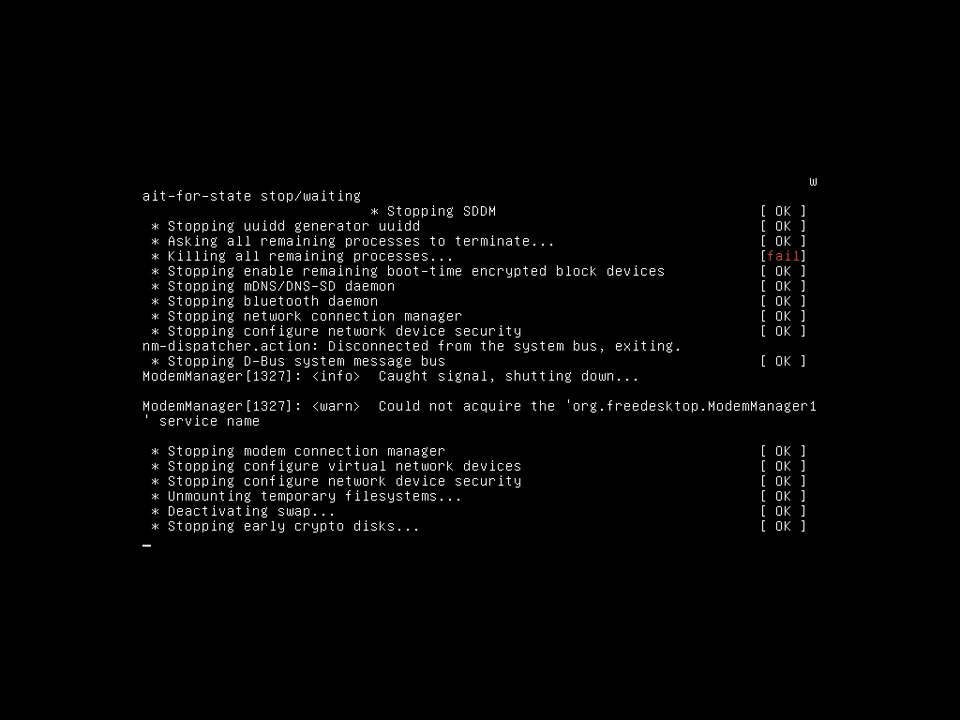 w
ait-for-state stop/waiting
* Stopping SDDM [ OK ]
* Stopping uuidd generator uuidd [ OK ]
* Asking all remaining processes to terminate... [ OK ]
* Killing all remaining processes... [fail]
* Stopping enable remaining boot-time encrypted block devices [ OK ]
* Stopping mDNS/DNS-SD daemon [ OK ]
* Stopping bluetooth daemon [ OK ]
* Stopping network connection manager [ OK ]
* Stopping configure network device security [ OK ]
nm-dispatcher.action: Disconnected from the system bus, exiting.
* Stopping D-Bus system message bus [ OK ]
ModemManager[1327]: <info>  Caught signal, shutting down...
ModemManager[1327]: <warn>  Could not acquire the 'org.freedesktop.ModemManager1
' service name
* Stopping modem connection manager [ OK ]
* Stopping configure virtual network devices [ OK ]
* Stopping configure network device security [ OK ]
* Unmounting temporary filesystems... [ OK ]
* Deactivating swap... [ OK ]
* Stopping early crypto disks... [ OK ]